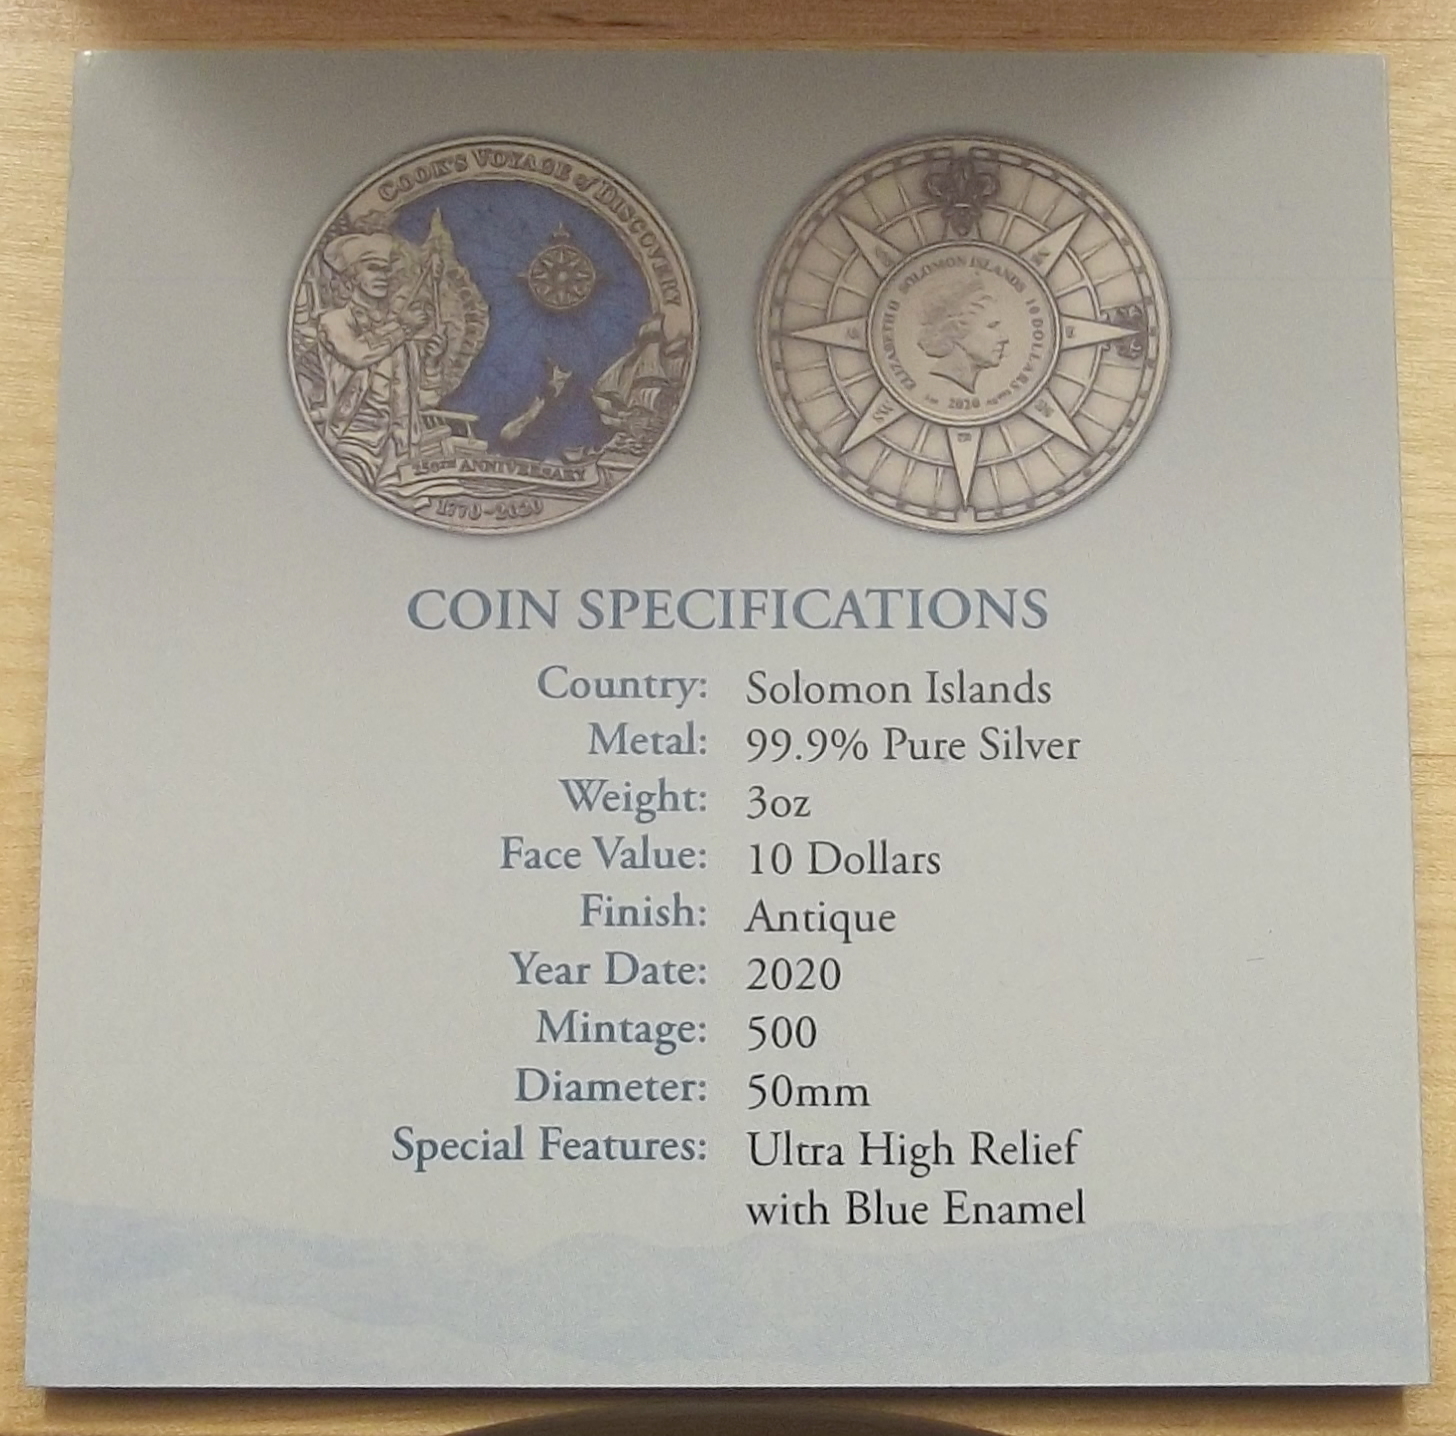 COOK'S VOYAGE of DISCOVERY
250TH ANNIVERSARY
1770-2020
ELIZABETH II SOLOMON ISLANDS 10 DOLLARS
2020
COIN SPECIFICATIONS
Country: Solomon Islands
Metal: 99.9% Pure Silver
Weight: 3oz
Face Value: 10 Dollars
Finish: Antique
Year Date: 2020
Mintage: 500
Diameter: 50mm
Special Features: Ultra High Relief
with Blue Enamel